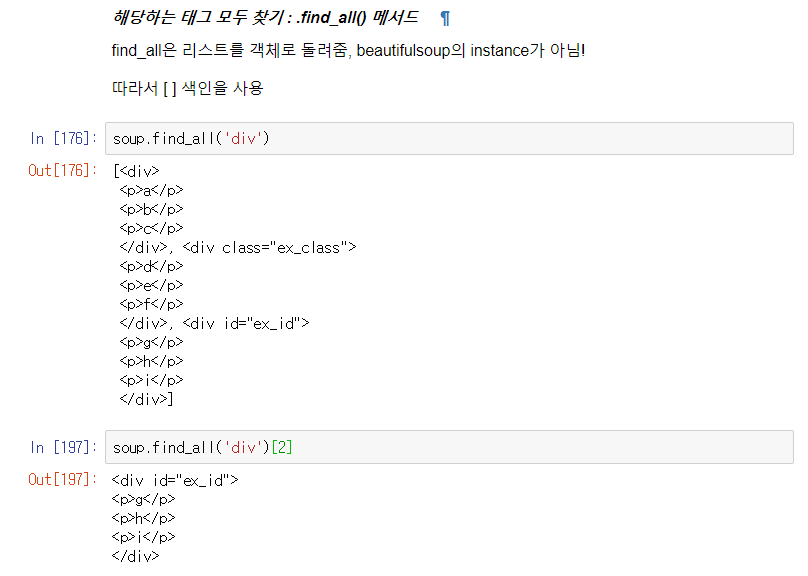 해당하는 태그 모두 찾기 : .find_all() 메서드 ¶
find_all은 리스트를 객체로 돌려줌, beautifulsoup의 instance가 아님!
따라서 [ ] 색인을 사용
In [176]: soup.find_all('div')
Out[176]: [<div>
<p>a</p>
<p>b</p>
<p>c</p>
</div>, <div class="ex_class">
<p>d</p>
<p>e</p>
<p>f</p>
</div>, <div id="ex_id">
<p>g</p>
<p>h</p>
<p>i</p>
</div>]
In [197]: soup.find_all('div')[2]
Out[197]: <div id="ex_id">
<p>g</p>
<p>h</p>
<p>i</p>
</div>